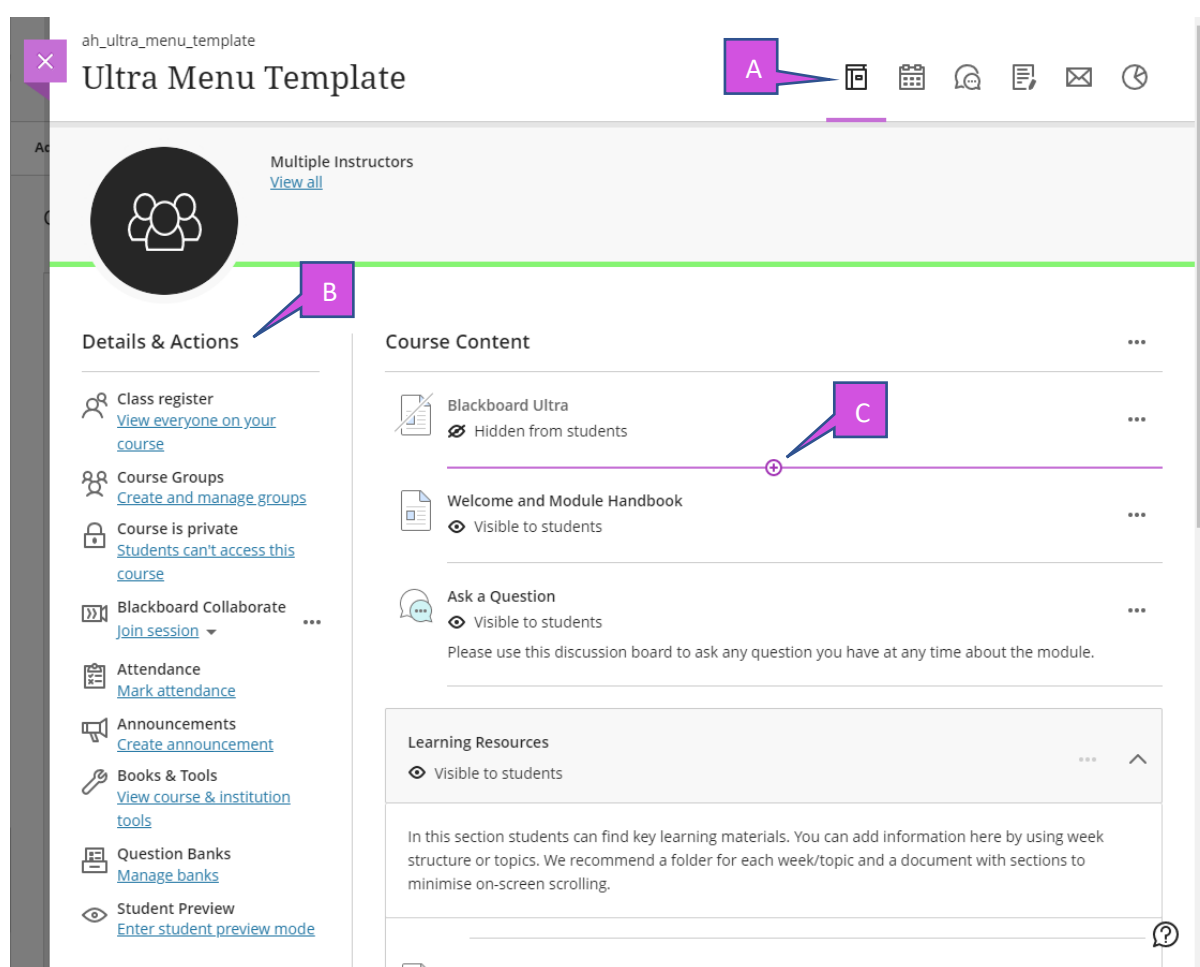 ah_ultra_menu_template
Ultra Menu Template
A
Ac
Multiple Instructors
View all
B
Details & Actions
Class register
View everyone on your
course
Course Groups
Create and manage groups
Course is private
Students can't access this
course
Blackboard Collaborate
Join session
Attendance
Mark attendance
Announcements
Create announcement
Books & Tools
View course & institution
tools
Question Banks
Manage banks
Student Preview
Enter student preview mode
Course Content
Blackboard Ultra
Hidden from students
C
Welcome and Module Handbook
Visible to students
Ask a Question
Visible to students
Please use this discussion board to ask any question you have at any time about the module.
Learning Resources
Visible to students
In this section students can find key learning materials. You can add information here by using week
structure or topics. We recommend a folder for each week/topic and a document with sections to
minimise on-screen scrolling.